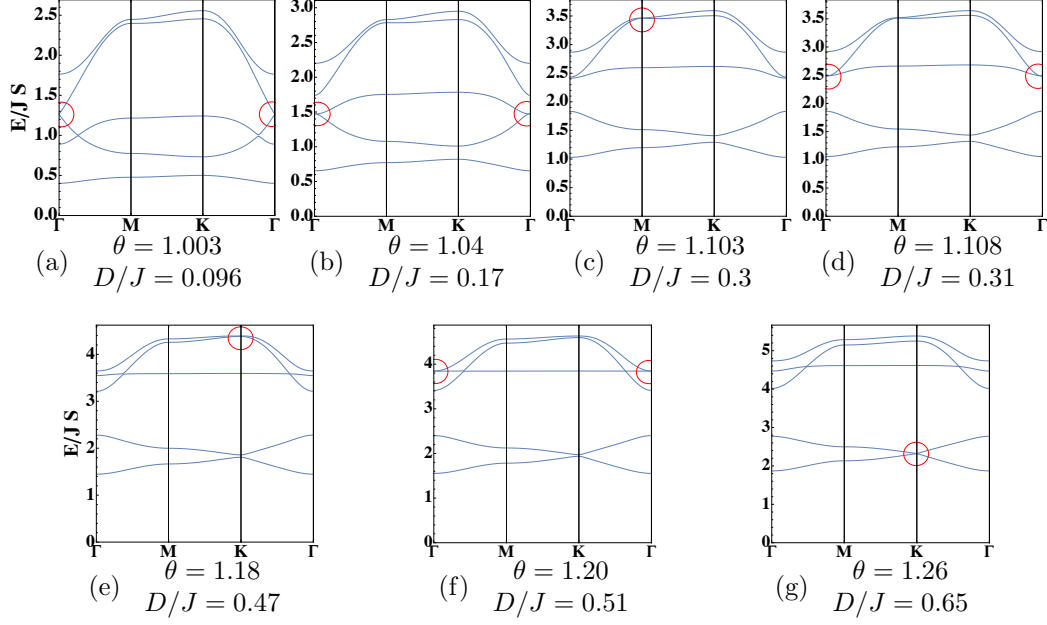 E/J S
2.5
2.0
1.5
1.0
0.5
0.0
Γ M K Γ
(a) θ = 1.003
D/J = 0.096
3.0
2.5
2.0
1.5
1.0
0.5
0.0
Γ M K Γ
(b) θ = 1.04
D/J = 0.17
3.5
3.0
2.5
2.0
1.5
1.0
0.5
0.0
Γ M K Γ
(c) θ = 1.103
D/J = 0.3
3.5
3.0
2.5
2.0
1.5
1.0
0.5
0.0
Γ M K Γ
(d) θ = 1.108
D/J = 0.31
E/J S
4
3
2
1
0
Γ M K Γ
(e) θ = 1.18
D/J = 0.47
4
3
2
1
0
Γ M K Γ
(f) θ = 1.20
D/J = 0.51
5
4
3
2
1
0
Γ M K Γ
(g) θ = 1.26
D/J = 0.65